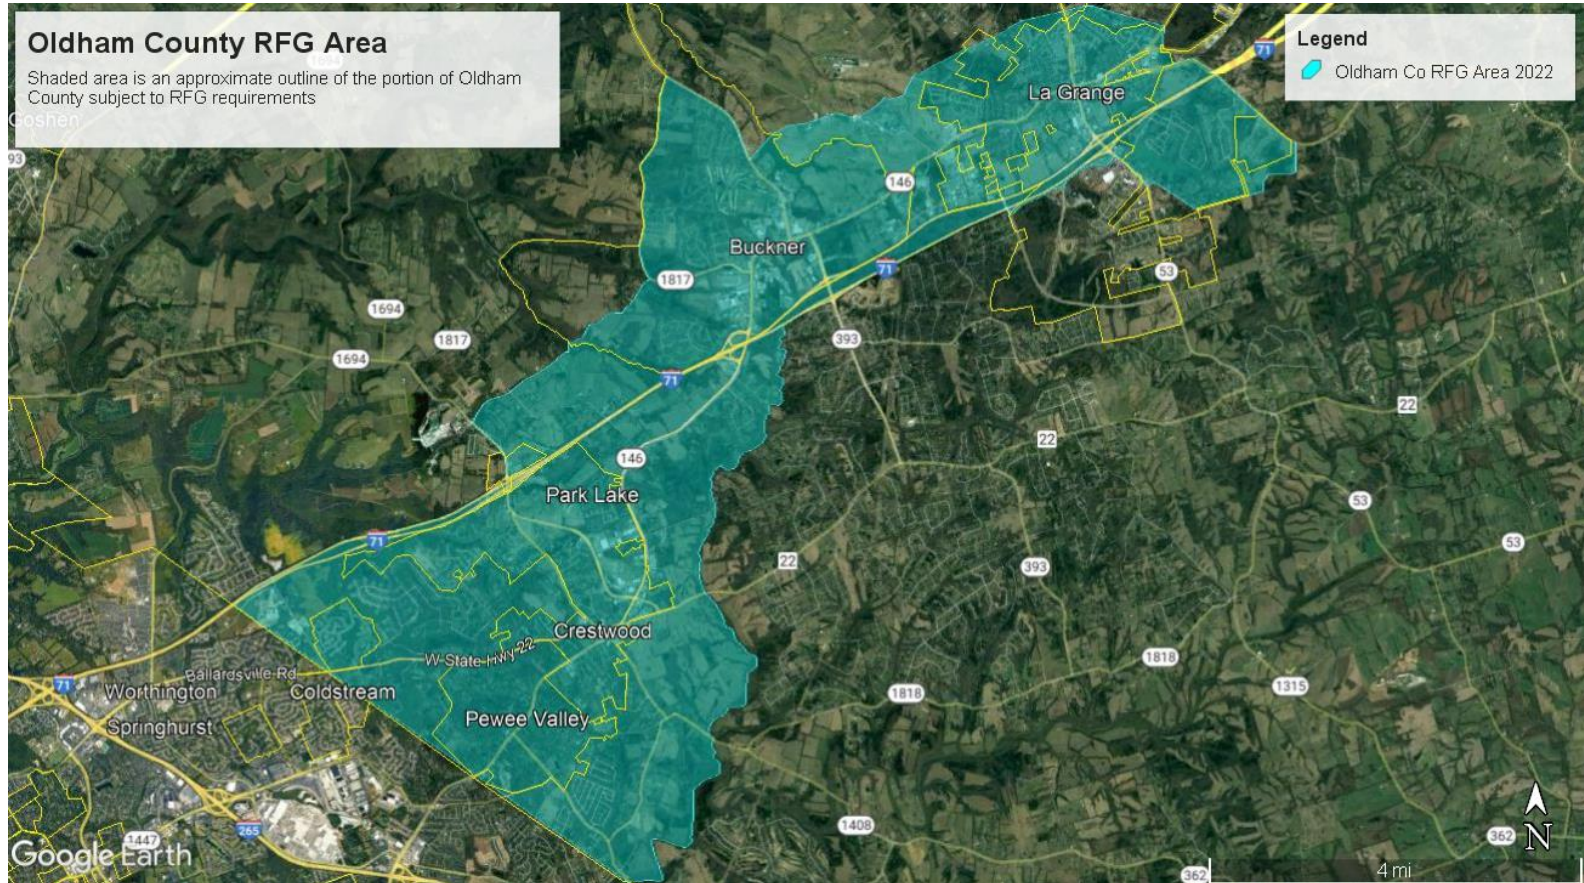 Oldham County RFG Area
Shaded area is an approximate outline of the portion of Oldham
County subject to RFG requirements
Goshen
1694
93
Legend
Oldham Co RFG Area 2022
71
La Grange
146
Buckner
1817
71
53
1694
1817
393
1694
71
22
22
146
Park Lake
53
71
22
393
53
Crestwood
W State Hwy 22
1818
Ballardsville Rd
71
Worthington
Coldstream
1818
1315
Springhurst
Pewee Valley
265
1447
1408
362
N
Google Earth
362
4 mi